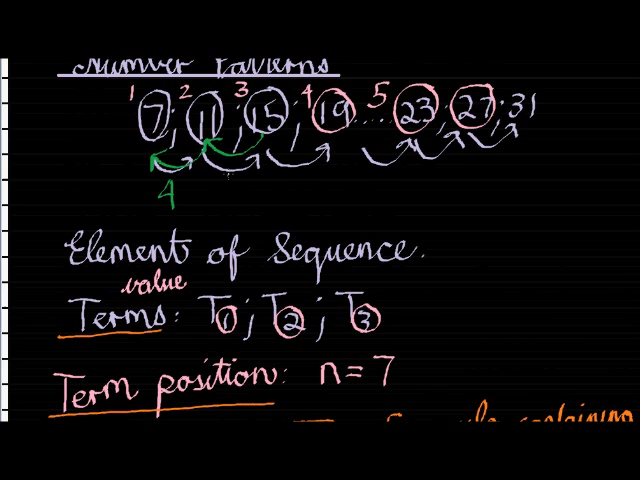 Number Patterns
1 2 3 4 5
7 ; 11 ; 15 ; 19 ..... 23 ; 27 ; 31
4
Elements of Sequence.
value
Terms: T1 ; T2 ; T3
Term position: n = 7
containing